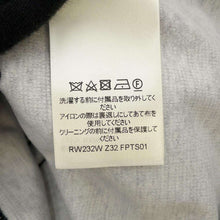 洗濯する前に付属品を
取り外してください
アイロンの際は裏返しにしてあて布を
使用してください
クリーニングの前に付属品を
取り外してください
RW232W Z32 FPTS01